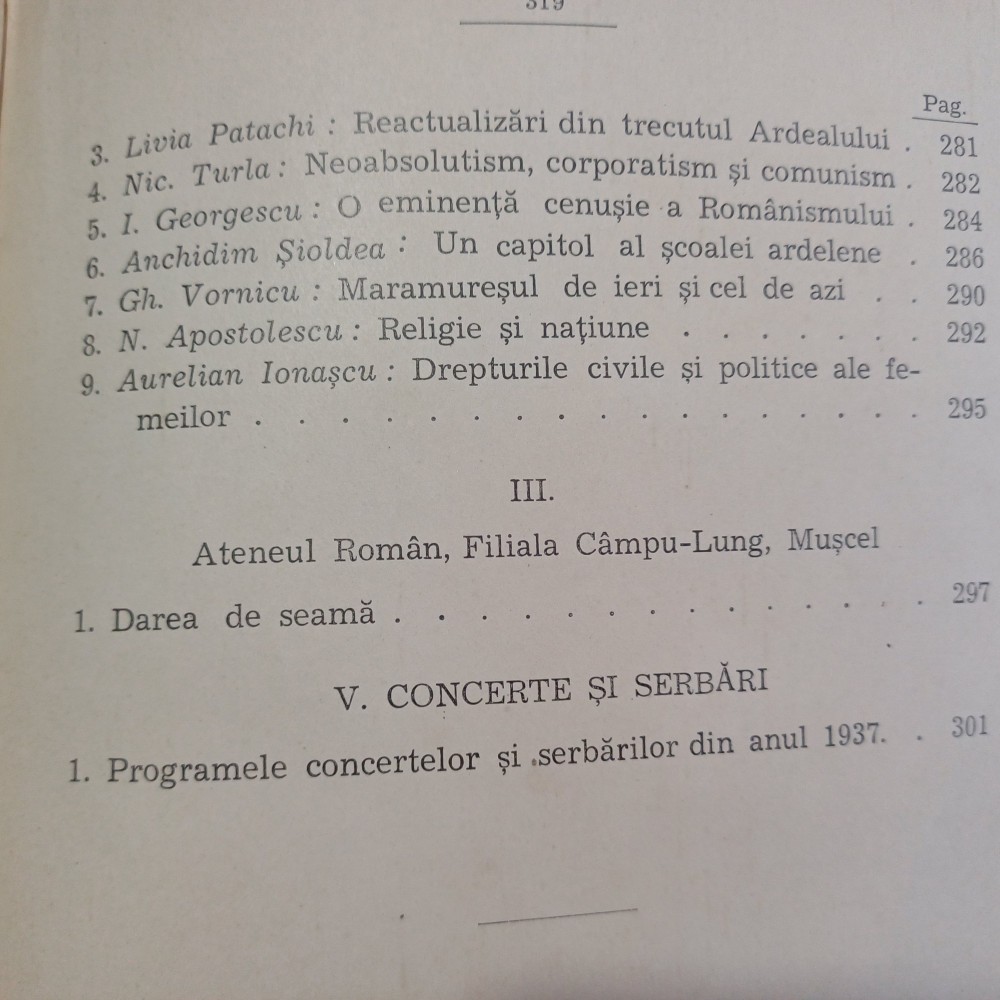 319
Pag.
3. Livia Patachi : Reactualizări din trecutul Ardealului . 281
4. Nic. Turla : Neoabsolutism, corporatism și comunism . 282
5. I. Georgescu : O eminență cenușie a Românismului . 284
6. Anchidim Șioldea : Un capitol al școalei ardelene . 286
7. Gh. Vornicu : Maramureșul de ieri și cel de azi . . 290
8. N. Apostolescu : Religie și națiune . . . . . . . 292
9. Aurelian Ionașcu : Drepturile civile și politice ale fe-
meilor . . . . . . . . . . . . . . . . 295
III.
Ateneul Român, Filiala Câmpu-Lung, Mușcel
1. Darea de seamă . . . . . . . . . . . . . 297
V. CONCERTE ȘI SERBĂRI
1. Programele concertelor și serbărilor din anul 1937. . 301